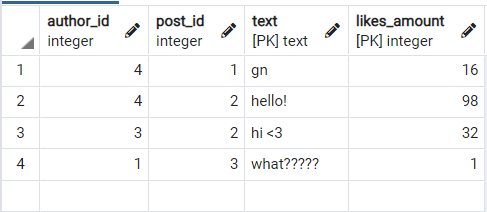 author_id post_id text likes_amount
integer integer [PK] text [PK] integer
1 4 1 gn 16
2 4 2 hello! 98
3 3 2 hi <3 32
4 1 3 what????? 1